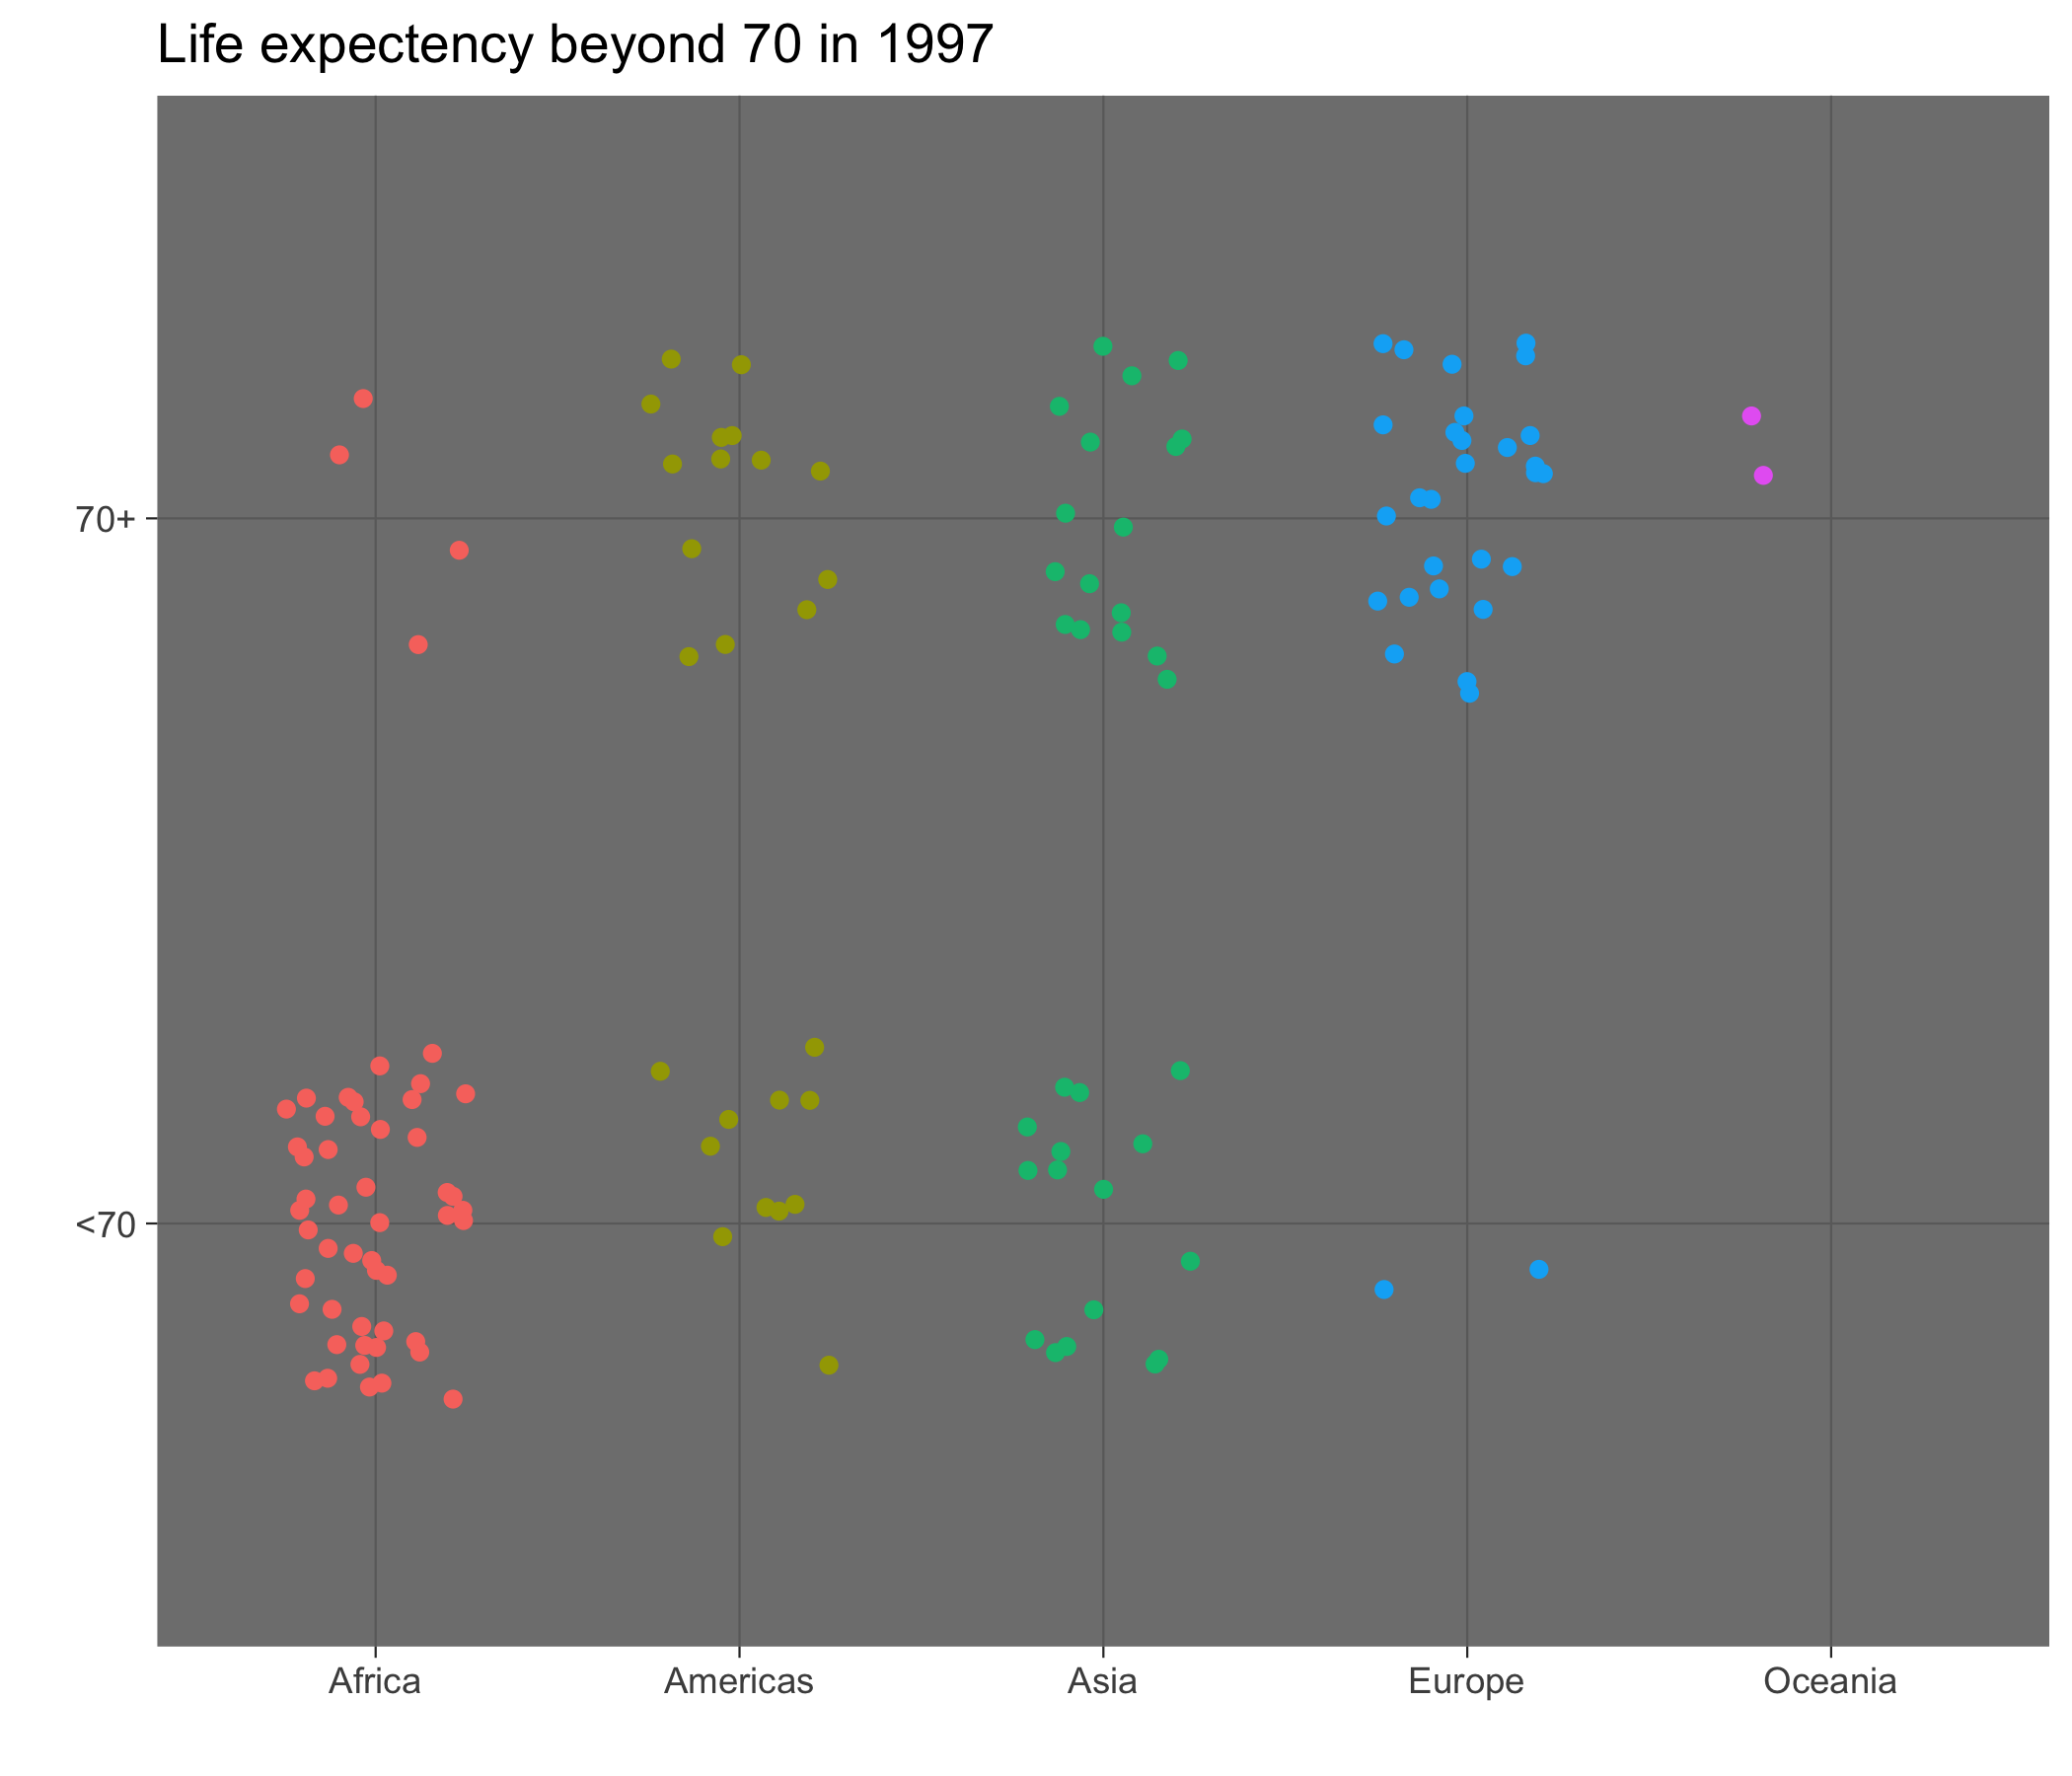 Life expectency beyond 70 in 1997
70+
<70
Africa Americas Asia Europe Oceania